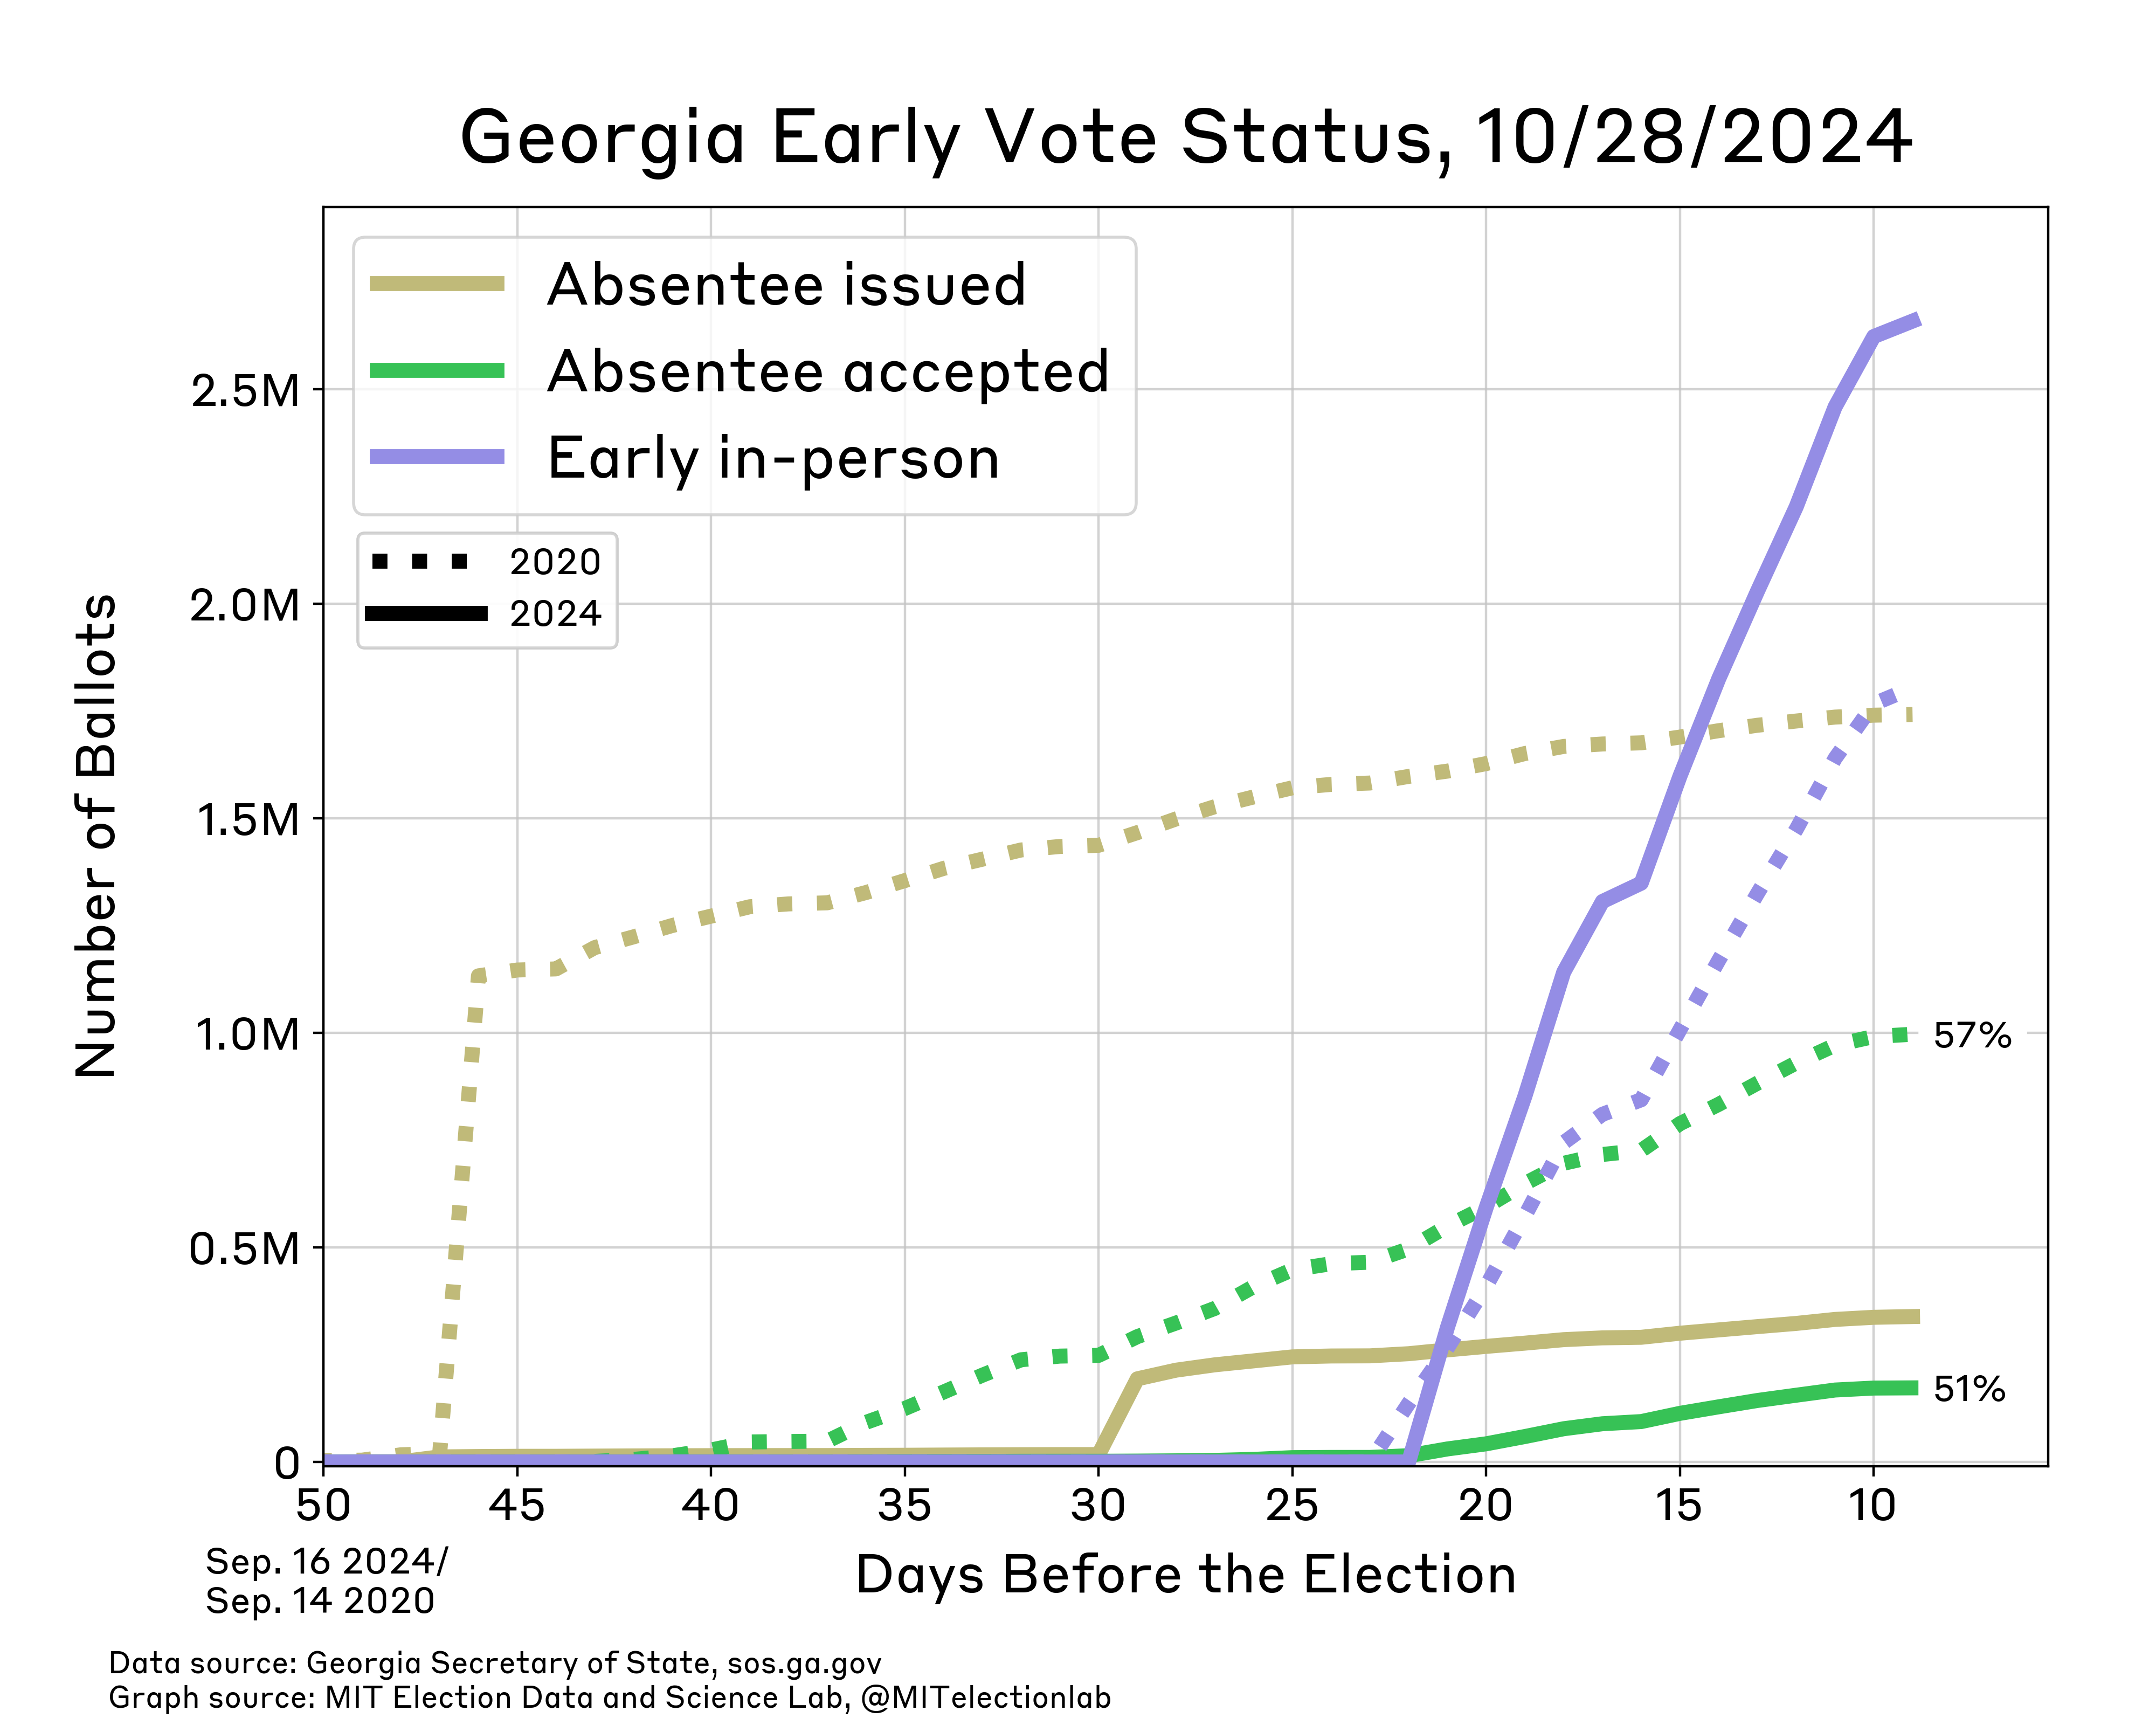 Georgia Early Vote Status, 10/28/2024
Absentee issued
Absentee accepted
Early in-person
2020
2024
Number of Ballots
2.5M
2.0M
1.5M
1.0M
0.5M
0
57%
51%
50 45 40 35 30 25 20 15 10
Sep. 16 2024/
Sep. 14 2020
Days Before the Election
Data source: Georgia Secretary of State, sos.ga.gov
Graph source: MIT Election Data and Science Lab, @MITelectionlab